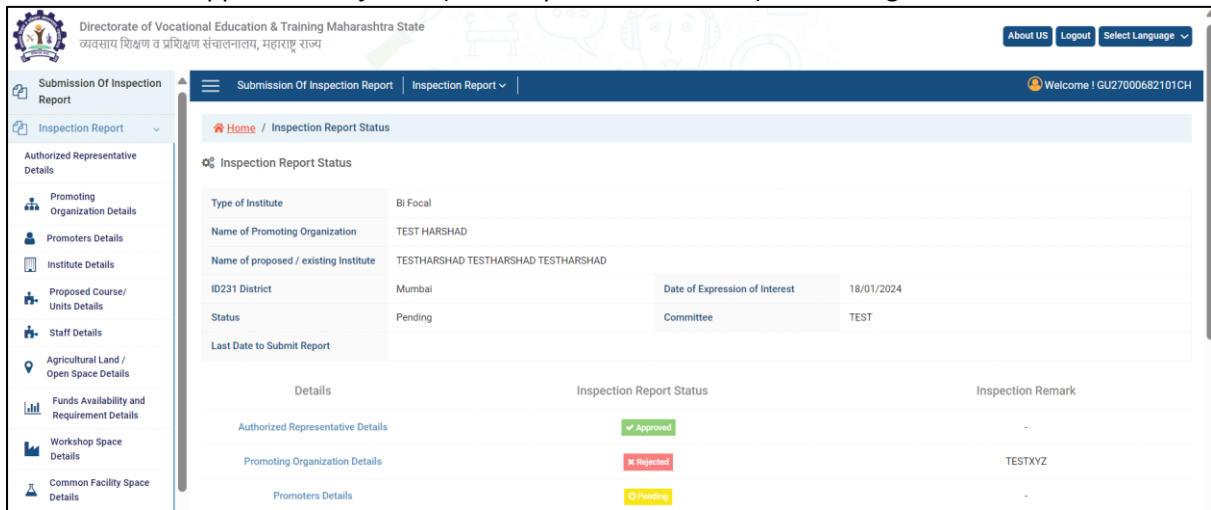 Directorate of Vocational Education & Training Maharashtra State
व्यवसाय शिक्षण व प्रशिक्षण संचालनालय, महाराष्ट्र राज्य
About US Logout Select Language
Submission Of Inspection Report
Inspection Report
Authorized Representative Details
Promoting Organization Details
Promoters Details
Institute Details
Proposed Course/ Units Details
Staff Details
Agricultural Land / Open Space Details
Funds Availability and Requirement Details
Workshop Space Details
Common Facility Space Details
Submission Of Inspection Report Inspection Report Welcome ! GU27000682101CH
Home / Inspection Report Status
Inspection Report Status
Type of Institute Bi Focal
Name of Promoting Organization TEST HARSHAD
Name of proposed / existing Institute TESTHARSHAD TESTHARSHAD TESTHARSHAD
ID231 District Mumbai Date of Expression of Interest 18/01/2024
Status Pending Committee TEST
Last Date to Submit Report
Details Inspection Report Status Inspection Remark
Authorized Representative Details Approved -
Promoting Organization Details Rejected TESTXYZ
Promoters Details Pending -